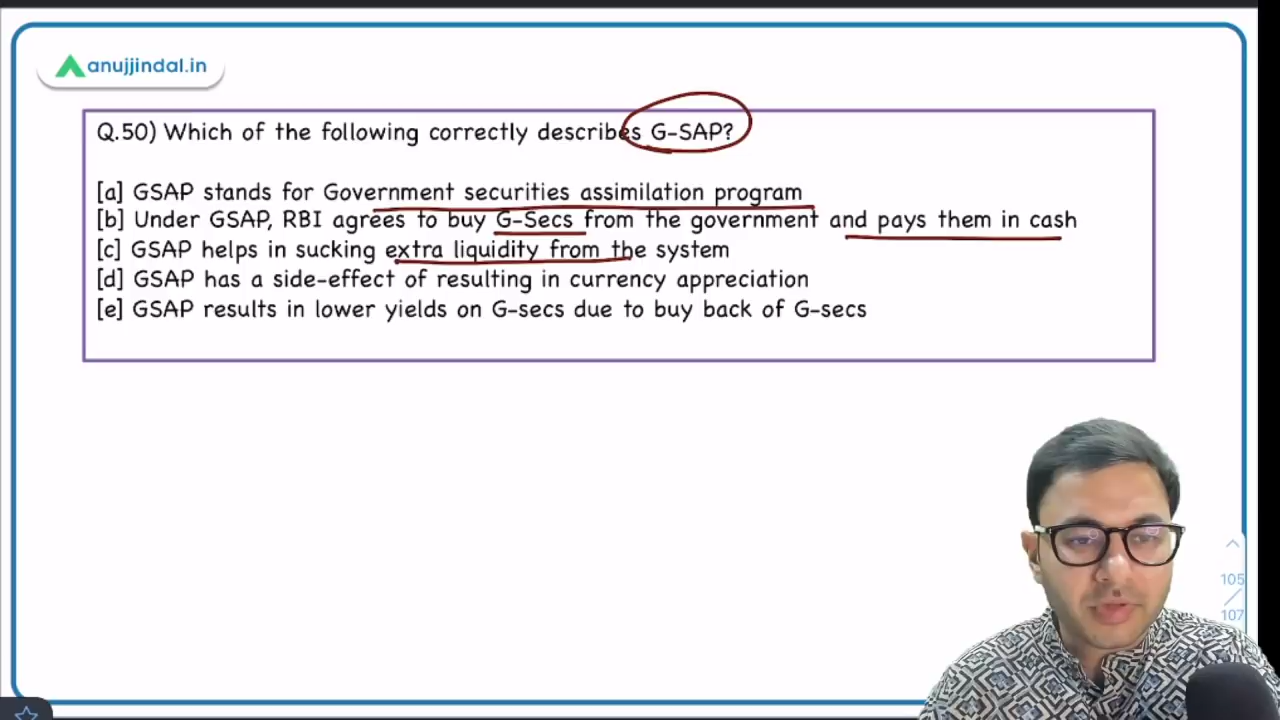 anujjindal.in
Q.50) Which of the following correctly describes G-SAP?
[a] GSAP stands for Government securities assimilation program
[b] Under GSAP, RBI agrees to buy G-Secs from the government and pays them in cash
[c] GSAP helps in sucking extra liquidity from the system
[d] GSAP has a side-effect of resulting in currency appreciation
[e] GSAP results in lower yields on G-secs due to buy back of G-secs
105
/
107